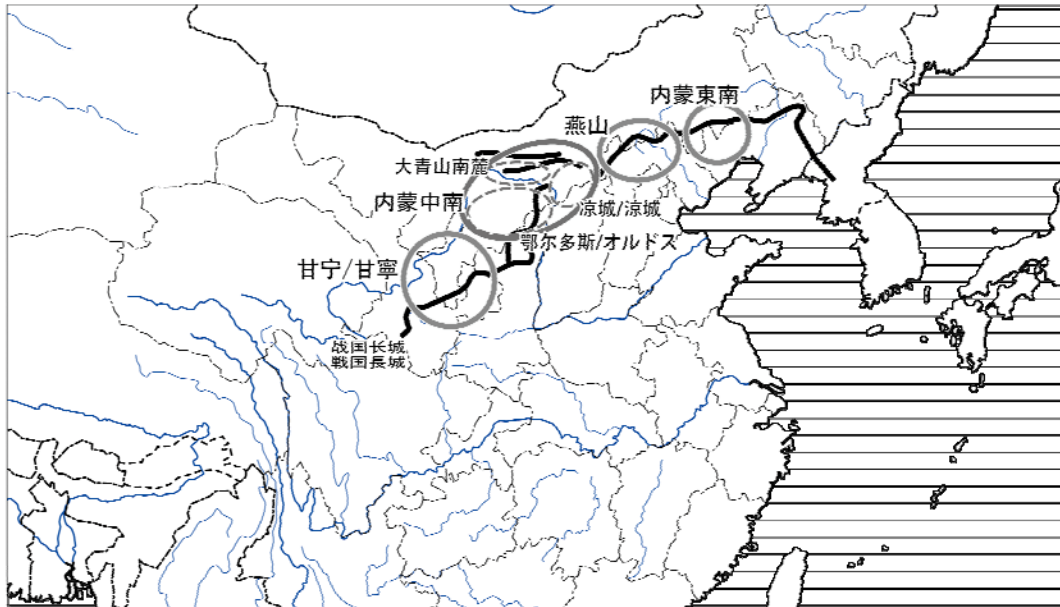 内蒙東南
燕山
大青山南麓
内蒙中南
涼城/涼城
鄂尔多斯/オルドス
甘宁/甘寧
战国长城
戦国長城